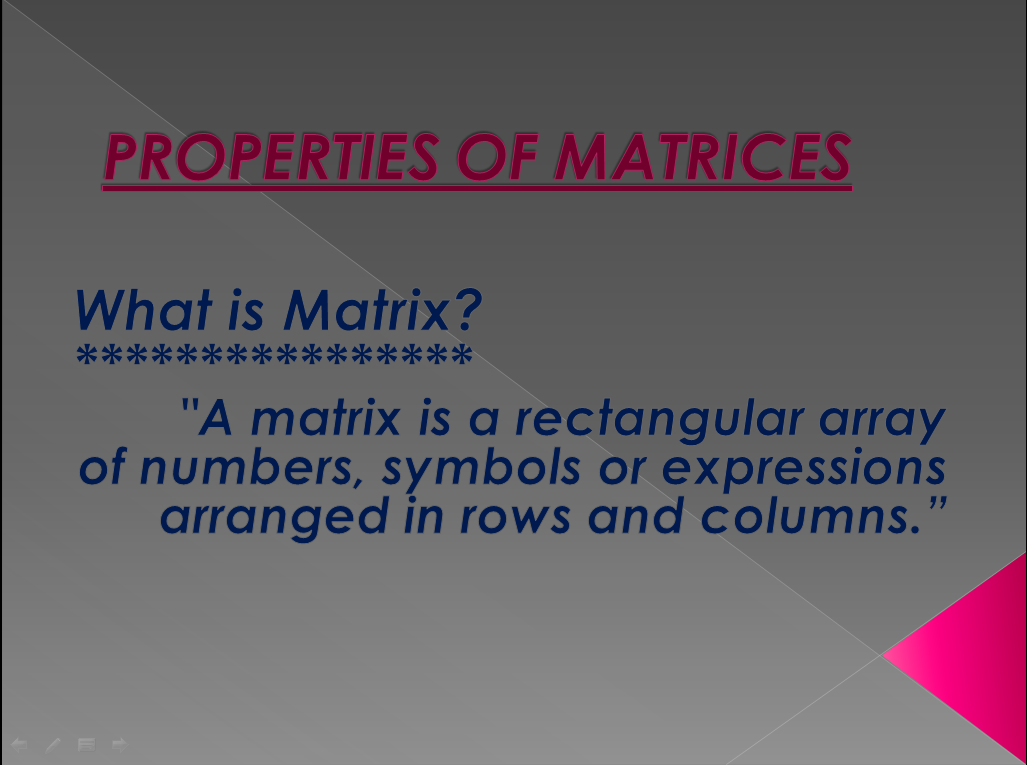 PROPERTIES OF MATRICES
What is Matrix?
****************
"A matrix is a rectangular array
of numbers, symbols or expressions
arranged in rows and columns.”